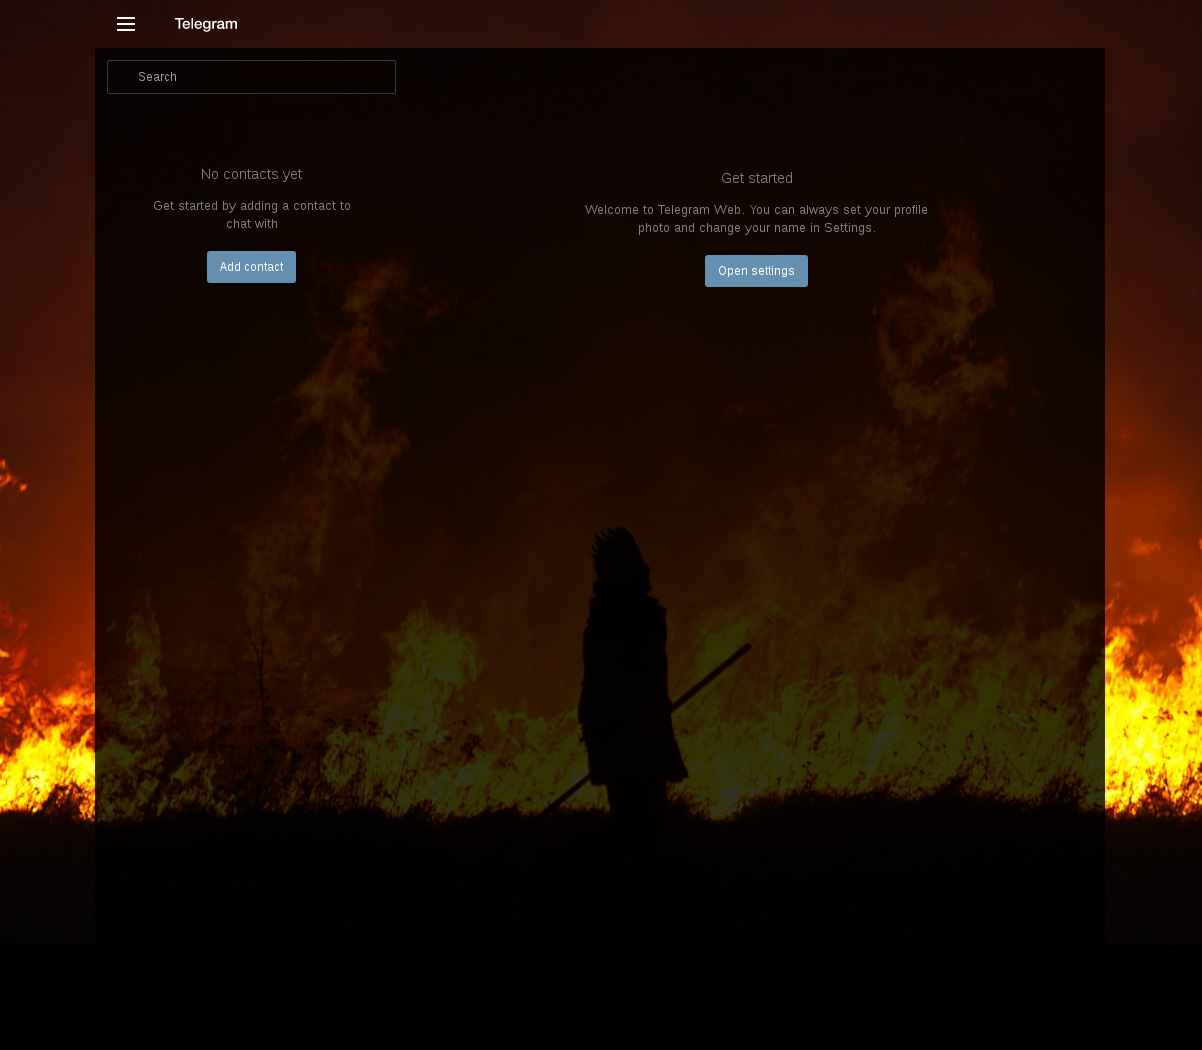 Telegram
Search
No contacts yet
Get started by adding a contact to
chat with
Add contact
Get started
Welcome to Telegram Web. You can always set your profile
photo and change your name in Settings.
Open settings